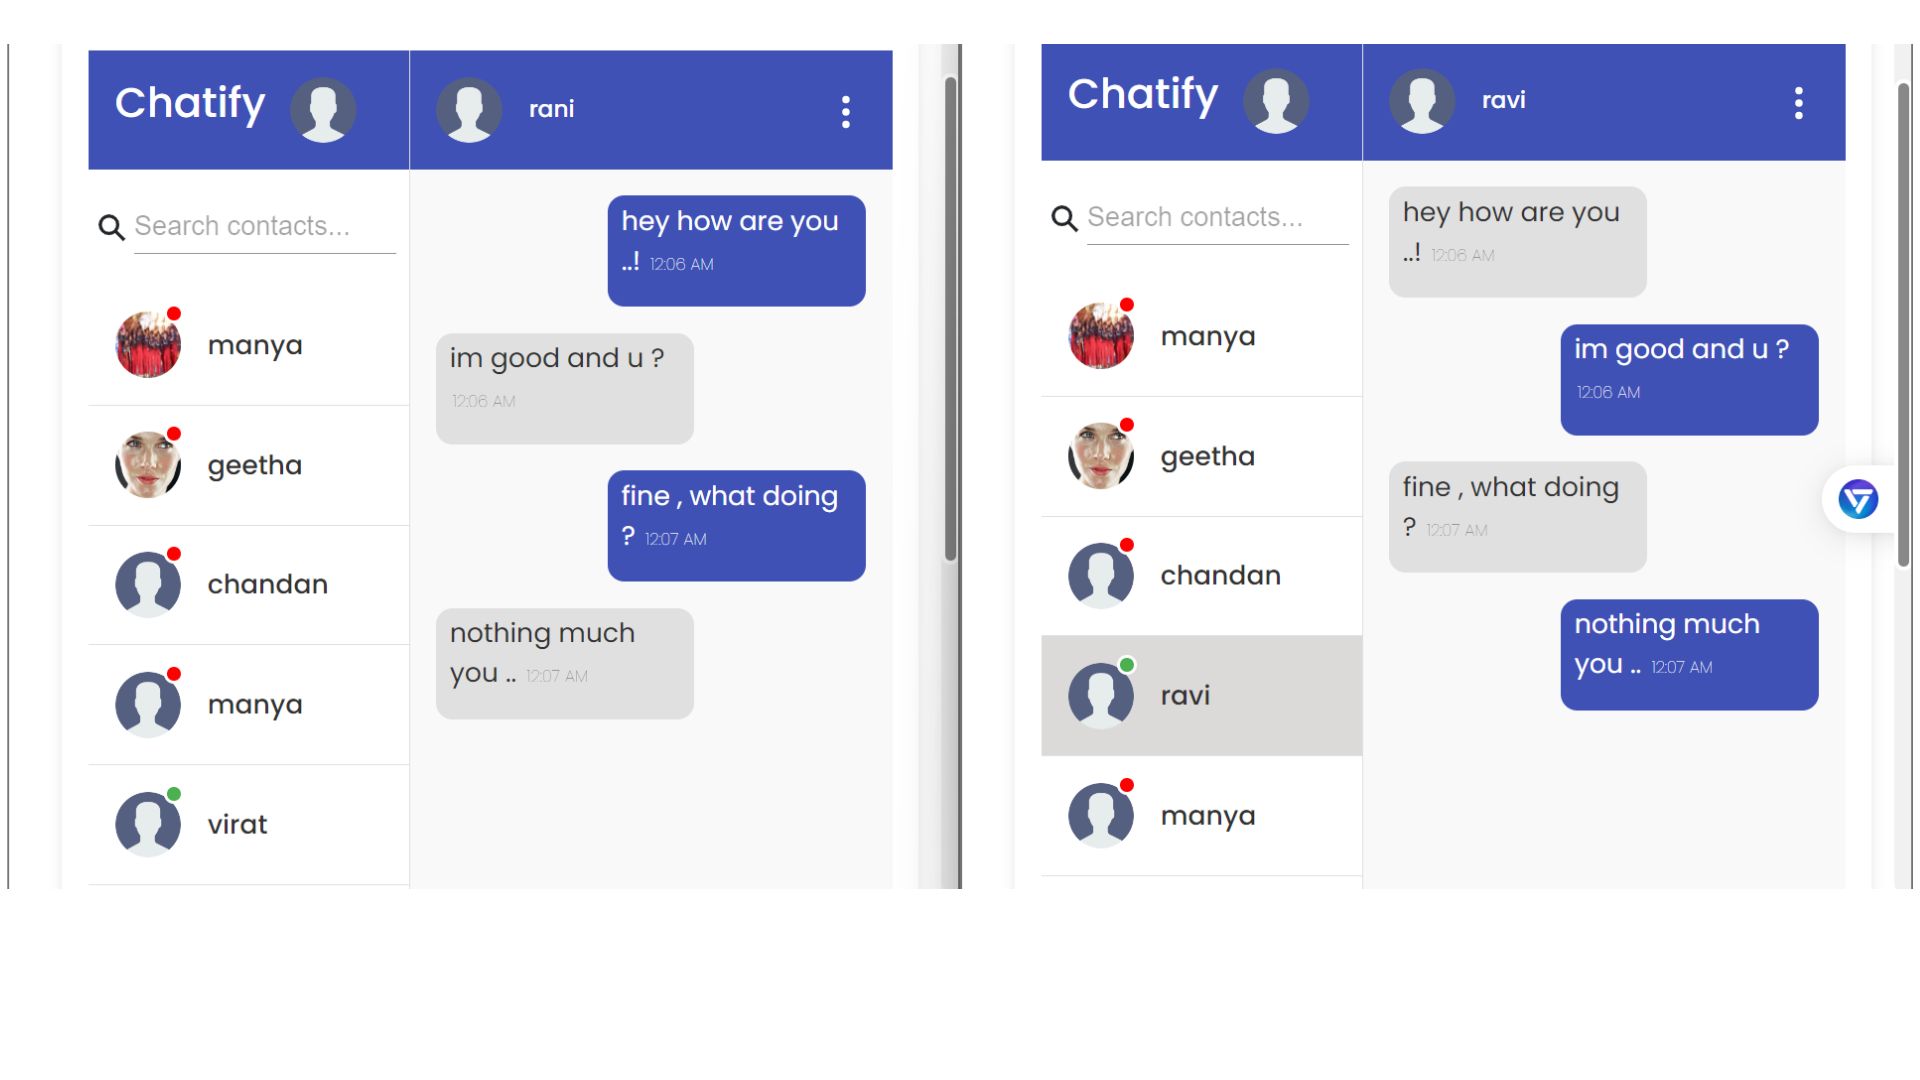 Chatify
rani
Search contacts...
manya
geetha
chandan
manya
virat
hey how are you
..! 12:06 AM
im good and u ?
12:06 AM
fine , what doing
? 12:07 AM
nothing much
you .. 12:07 AM
Chatify
ravi
Search contacts...
manya
geetha
chandan
ravi
manya
hey how are you
..! 12:06 AM
im good and u ?
12:06 AM
fine , what doing
? 12:07 AM
nothing much
you .. 12:07 AM